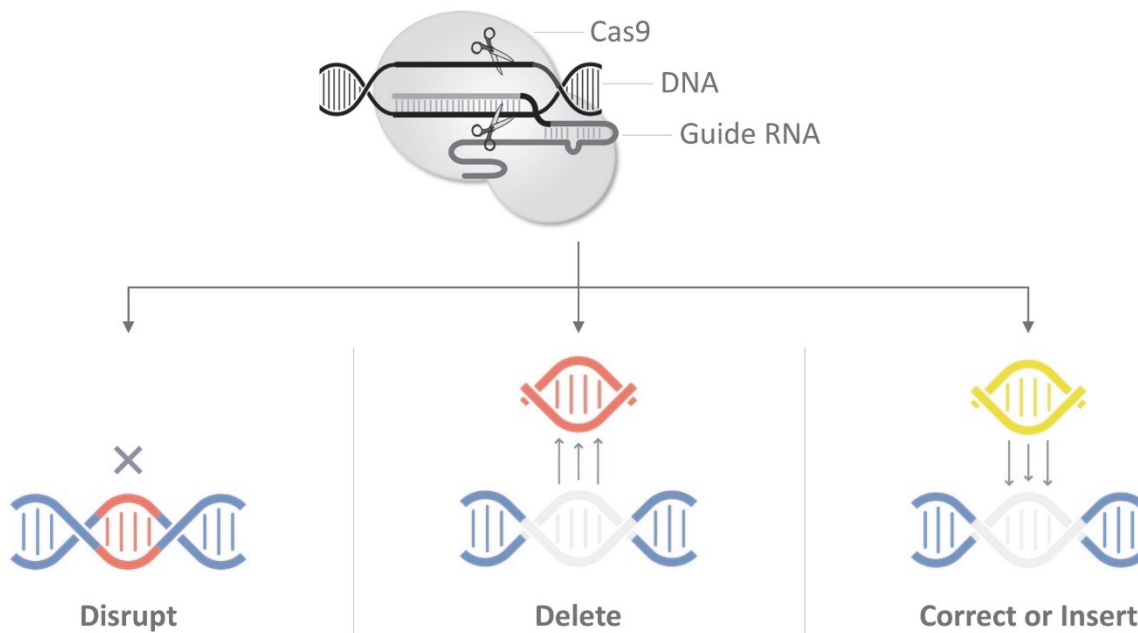 Cas9
DNA
Guide RNA
Disrupt
Delete
Correct or Insert